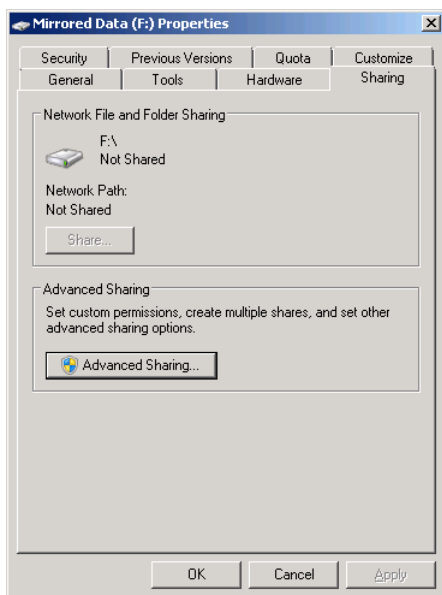 Mirrored Data (F:) Properties
Security
Previous Versions
Quota
Customize
General
Tools
Hardware
Sharing
Network File and Folder Sharing
F:\
Not Shared
Network Path:
Not Shared
Share...
Advanced Sharing
Set custom permissions, create multiple shares, and set other
advanced sharing options.
Advanced Sharing...
OK
Cancel
Apply